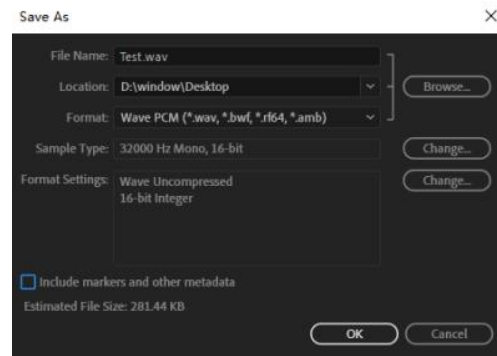 Save As
File Name: Test.wav
Location: D:\window\Desktop
Browse...
Format: Wave PCM (*.wav, *.bwf, *.rf64, *.amb)
Sample Type: 32000 Hz Mono, 16-bit
Change...
Format Settings: Wave Uncompressed
Change...
16-bit Integer
Include markers and other metadata
Estimated File Size: 281.44 KB
OK
Cancel